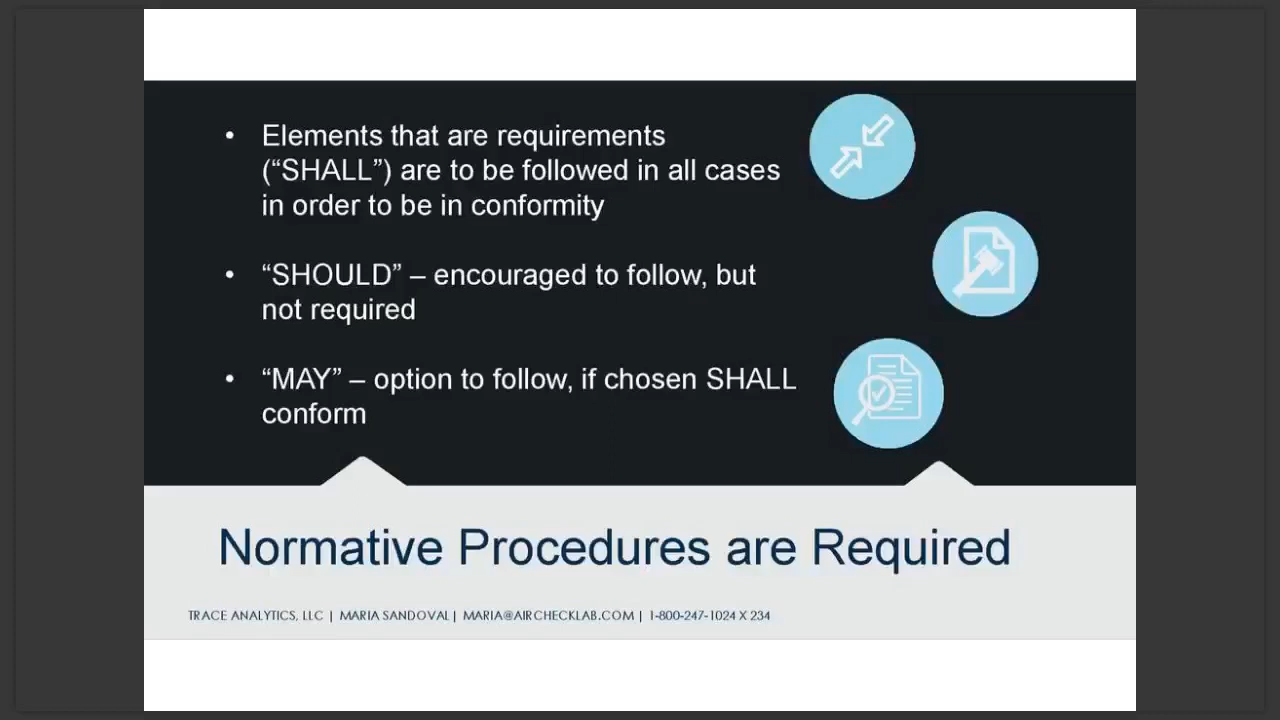 • Elements that are requirements
(“SHALL”) are to be followed in all cases
in order to be in conformity
• “SHOULD” – encouraged to follow, but
not required
• “MAY” – option to follow, if chosen SHALL
conform
Normative Procedures are Required
TRACE ANALYTICS, LLC | MARIA SANDOVAL| MARIA@AIRCHECKLAB.COM | 1-800-247-1024 X 234